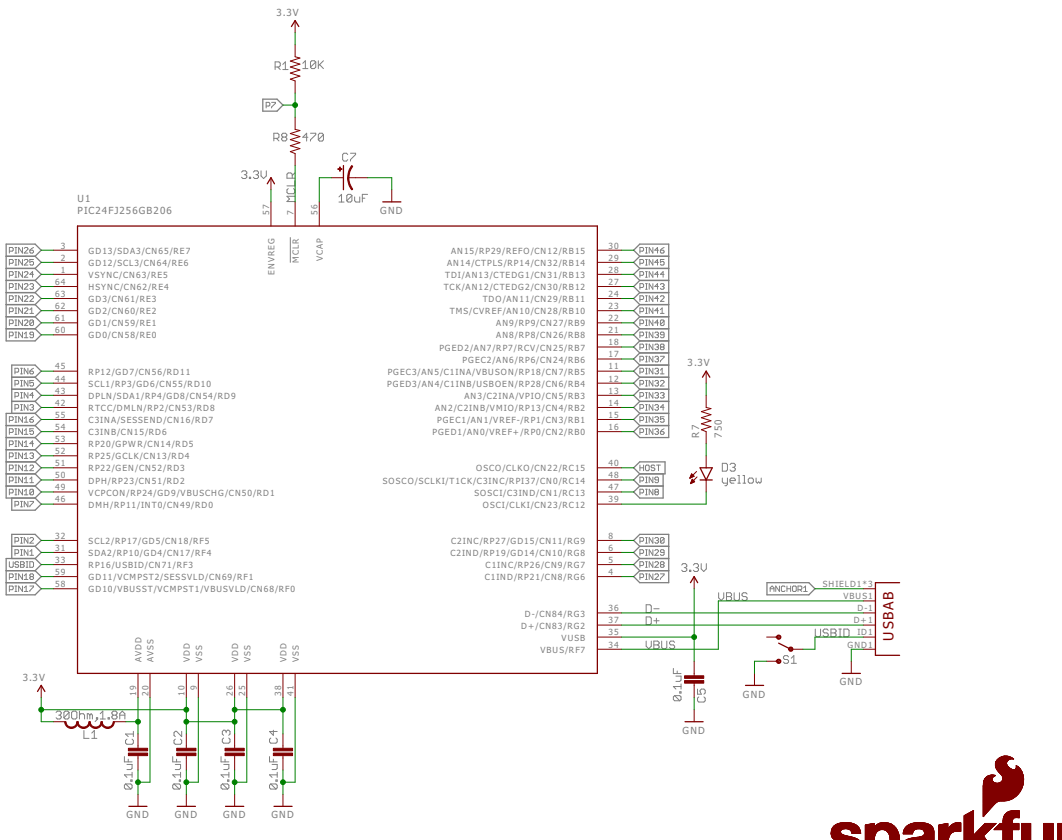 3.3V
R1 10K
P7
R8 470
C7
10uF
GND
3.3V
MCLR
U1
PIC24FJ256GB206
57
7
56
ENVREG
MCLR
VCAP
PIN26 3 GD13/SDA3/CN65/RE7
PIN25 2 GD12/SCL3/CN64/RE6
PIN24 1 VSYNC/CN63/RE5
PIN23 64 HSYNC/CN62/RE4
PIN22 63 GD3/CN61/RE3
PIN21 62 GD2/CN60/RE2
PIN20 61 GD1/CN59/RE1
PIN19 60 GD0/CN58/RE0
PIN6 45 RP12/GD7/CN56/RD11
PIN5 44 SCL1/RP3/GD6/CN55/RD10
PIN4 43 DPLN/SDA1/RP4/GD8/CN54/RD9
PIN3 42 RTCC/DMLN/RP2/CN53/RD8
PIN16 55 C3INA/SESSEND/CN16/RD7
PIN15 54 C3INB/CN15/RD6
PIN14 53 RP20/GPWR/CN14/RD5
PIN13 52 RP25/GCLK/CN13/RD4
PIN12 51 RP22/GEN/CN52/RD3
PIN11 50 DPH/RP23/CN51/RD2
PIN10 49 VCPCON/RP24/GD9/VBUSCHG/CN50/RD1
PIN7 46 DMH/RP11/INT0/CN49/RD0
PIN2 32 SCL2/RP17/GD5/CN18/RF5
PIN1 31 SDA2/RP10/GD4/CN17/RF4
USBID 33 RP16/USBID/CN71/RF3
PIN18 59 GD11/VCMPST2/SESSVLD/CN69/RF1
PIN17 58 GD10/VBUSST/VCMPST1/VBUSVLD/CN68/RF0
AN15/RP29/REFO/CN12/RB15 30 PIN46
AN14/CTPLS/RP14/CN32/RB14 29 PIN45
TDI/AN13/CTEDG1/CN31/RB13 28 PIN44
TCK/AN12/CTEDG2/CN30/RB12 27 PIN43
TDO/AN11/CN29/RB11 24 PIN42
TMS/CVREF/AN10/CN28/RB10 23 PIN41
AN9/RP9/CN27/RB9 22 PIN40
AN8/RP8/CN26/RB8 21 PIN39
PGED2/AN7/RP7/RCV/CN25/RB7 18 PIN38
PGEC2/AN6/RP6/CN24/RB6 17 PIN37
PGEC3/AN5/C1INA/VBUSON/RP18/CN7/RB5 11 PIN31
PGED3/AN4/C1INB/USBOEN/RP28/CN6/RB4 12 PIN32
AN3/C2INA/VPIO/CN5/RB3 13 PIN33
AN2/C2INB/VMIO/RP13/CN4/RB2 14 PIN34
PGEC1/AN1/VREF-/RP1/CN3/RB1 15 PIN35
PGED1/AN0/VREF+/RP0/CN2/RB0 16 PIN36
OSCO/CLKO/CN22/RC15 40 HOST
SOSCO/SCLKI/T1CK/C3INC/RPI37/CN0/RC14 48 PIN9
SOSCI/C3IND/CN1/RC13 47 PIN8
OSCI/CLKI/CN23/RC12 39
C2INC/RP27/GD15/CN11/RG9 8 PIN30
C2IND/RP19/GD14/CN10/RG8 6 PIN29
C1INC/RP26/CN9/RG7 5 PIN28
C1IND/RP21/CN8/RG6 4 PIN27
D-/CN84/RG3 36 D-
D+/CN83/RG2 37 D+
VUSB 35
VBUS/RF7 34 VBUS
3.3V
R7
750
D3
yellow
3.3V
0.1uF
C5
GND
VBUS
ANCHOR1
SHIELD1*3
VBUS1
D-1
D+1
USBID ID1
GND1
USBAB
S1
GND
GND
AVDD
AVSS
VDD
VSS
VDD
VSS
VDD
VSS
19
20
10
9
26
25
38
41
3.3V
30Ohm,1.8A
L1
C1
0.1uF
C2
0.1uF
C3
0.1uF
C4
0.1uF
GND
GND
GND
GND
sparkfu